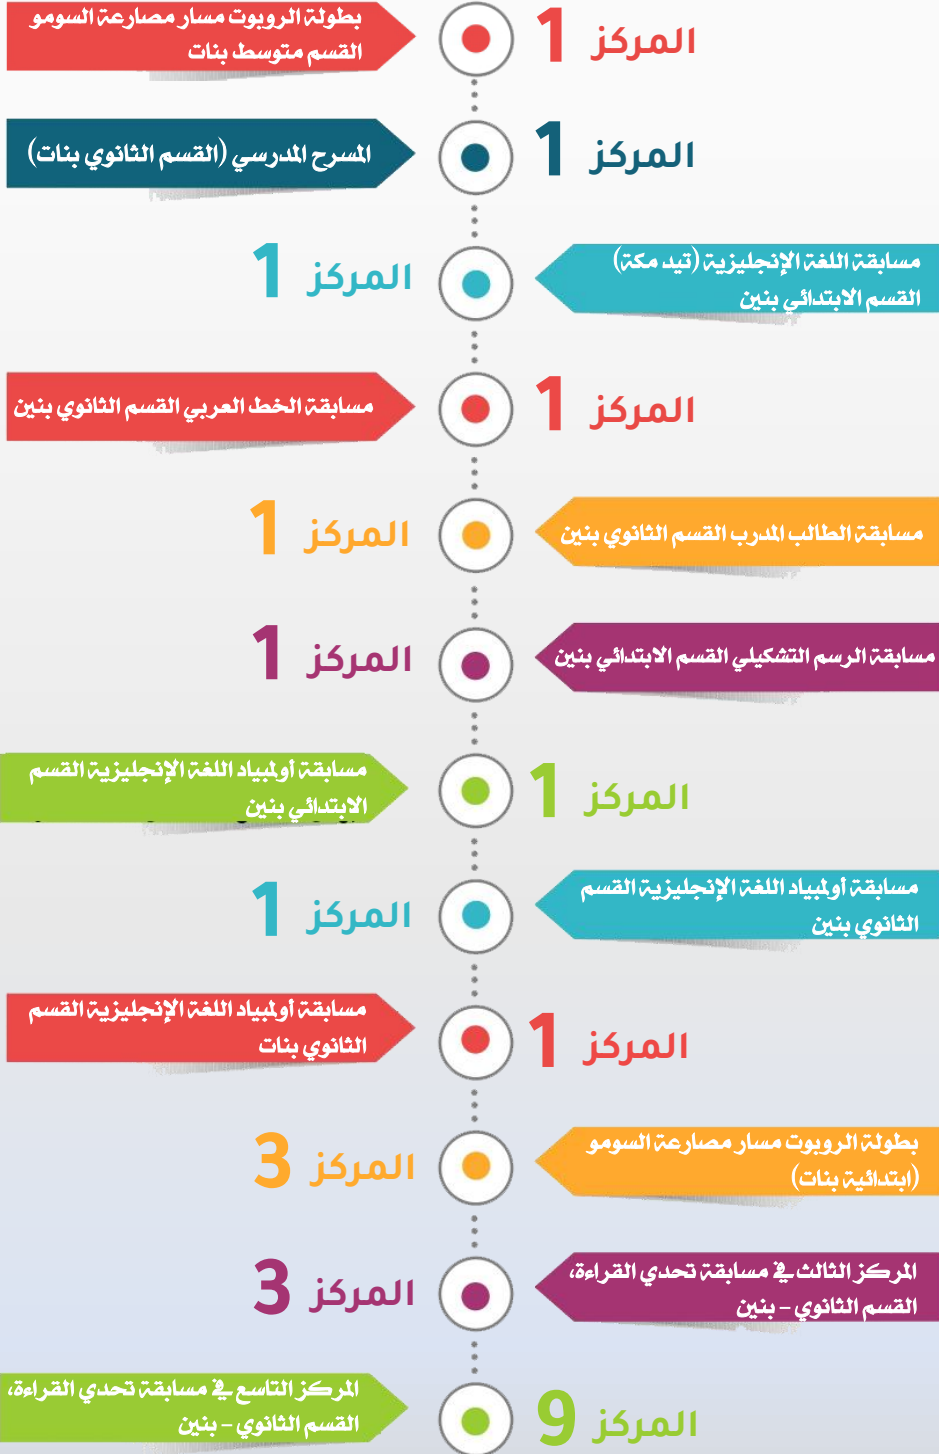 بطولة الروبوت مسار مصارعة السومو
القسم متوسط بنات
المركز 1
المسرح المدرسي (القسم الثانوي بنات)
المركز 1
مسابقة اللغة الإنجليزية (تيد مكة)
القسم الابتدائي بنين
المركز 1
مسابقة الخط العربي القسم الثانوي بنين
المركز 1
مسابقة الطالب المدرب القسم الثانوي بنين
المركز 1
مسابقة الرسم التشكيلي القسم الابتدائي بنين
المركز 1
مسابقة أولمبياد اللغة الإنجليزية القسم
الابتدائي بنين
المركز 1
مسابقة أولمبياد اللغة الإنجليزية القسم
الثانوي بنين
المركز 1
مسابقة أولمبياد اللغة الإنجليزية القسم
الثانوي بنات
المركز 1
بطولة الروبوت مسار مصارعة السومو
(ابتدائية بنات)
المركز 3
المركز الثالث في مسابقة تحدي القراءة،
القسم الثانوي – بنين
المركز 3
المركز التاسع في مسابقة تحدي القراءة،
القسم الثانوي – بنين
المركز 9